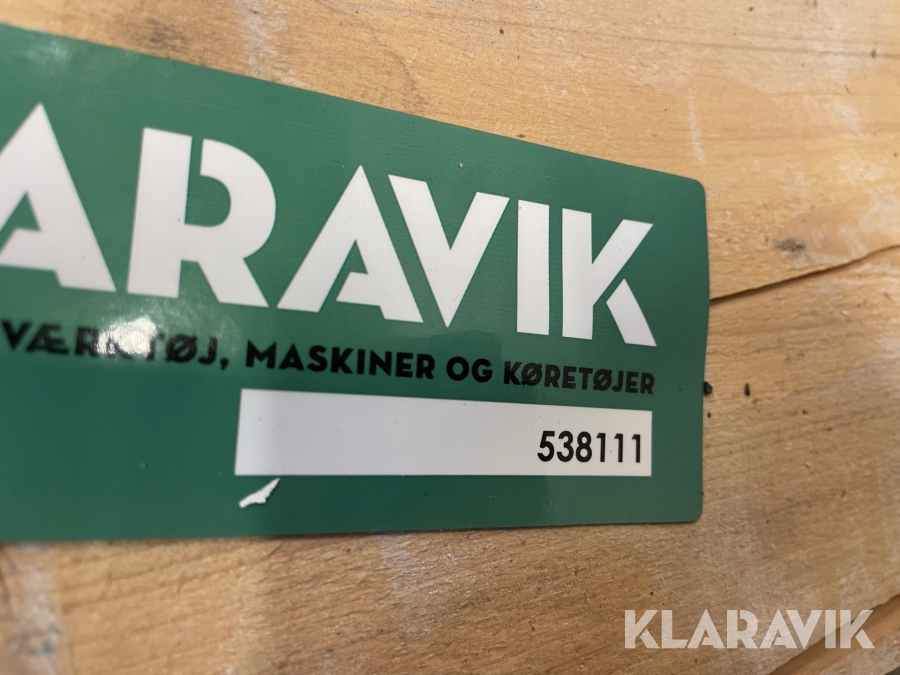 ARAVIK
VÆRKTØJ, MASKINER OG KØRETØJER
538111
KLARAVIK